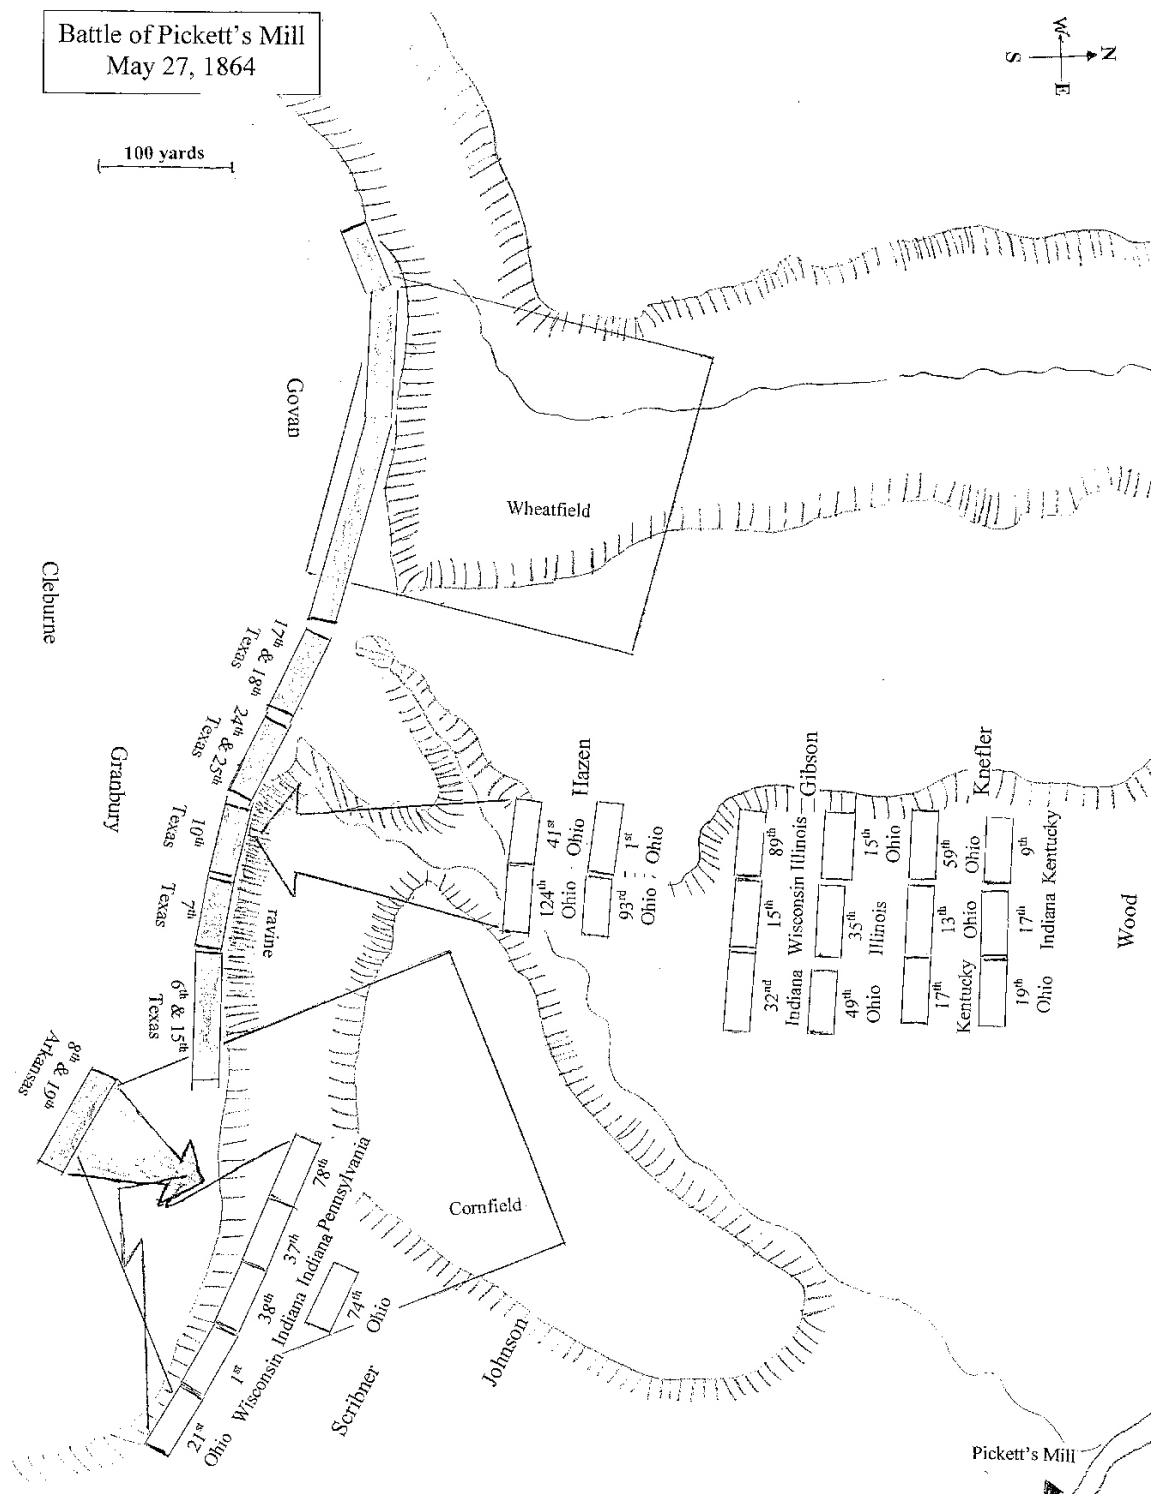 Battle of Pickett's Mill
May 27, 1864
W
N
S
E
100 yards
Govan
Wheatfield
Cleburne
17th & 18th
Texas
24th & 25th
Texas
Granbury
10th
Texas
7th
Texas
6th & 15th
Texas
ravine
8th & 19th
Arkansas
Hazen
41st
Ohio
124th
Ohio
1st
Ohio
93rd
Ohio
Gibson
89th
Illinois
15th
Wisconsin
32nd
Indiana
15th
Ohio
35th
Illinois
49th
Ohio
Knefler
59th
Ohio
13th
Ohio
17th
Kentucky
9th
Kentucky
17th
Indiana
19th
Ohio
Wood
Cornfield
78th
Pennsylvania
37th
Indiana
38th
Indiana
1st
Wisconsin
21st
Ohio
74th
Ohio
Scribner
Johnson
Pickett's Mill